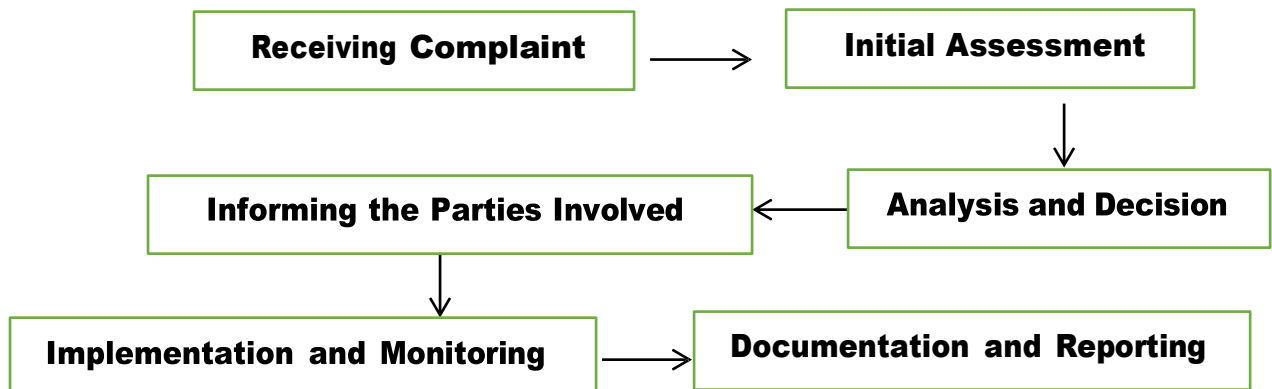 Receiving Complaint
Initial Assessment
Analysis and Decision
Informing the Parties Involved
Implementation and Monitoring
Documentation and Reporting